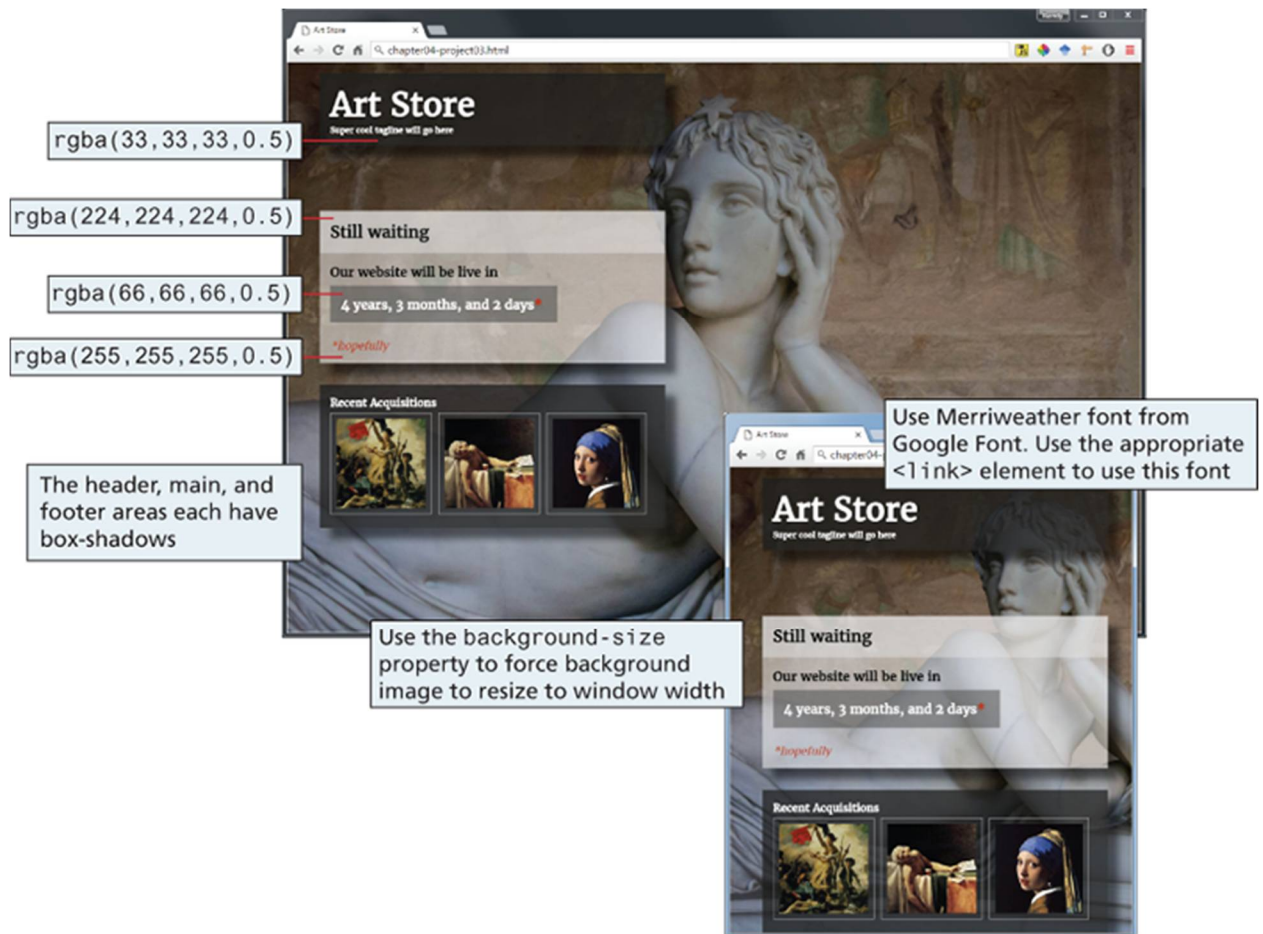 Art Store
chapter04-project03.html
Art Store
Super cool tagline will go here
rgba(33,33,33,0.5)
rgba(224,224,224,0.5)
Still waiting
Our website will be live in
rgba(66,66,66,0.5)
4 years, 3 months, and 2 days*
rgba(255,255,255,0.5)
*hopefully
Recent Acquisitions
The header, main, and
footer areas each have
box-shadows
Use Merriweather font from
Google Font. Use the appropriate
<link> element to use this font
Use the background-size
property to force background
image to resize to window width
Art Store
chapter04-
Art Store
Super cool tagline will go here
Still waiting
Our website will be live in
4 years, 3 months, and 2 days*
*hopefully
Recent Acquisitions